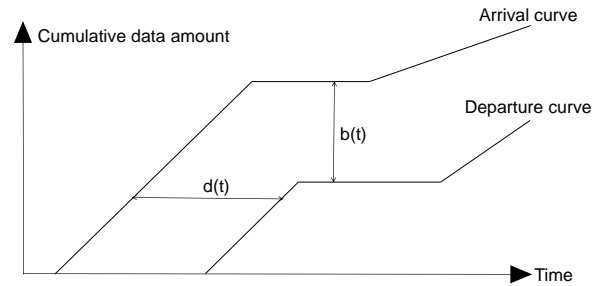 Arrival curve
Cumulative data amount
Departure curve
b(t)
d(t)
Time